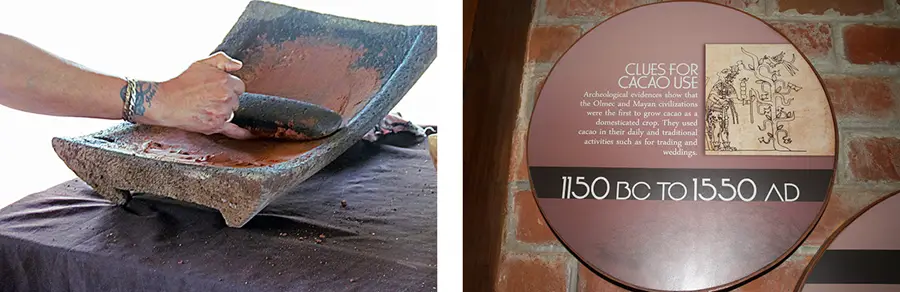 CLUES FOR
CACAO USE
Archeological evidences show that
the Olmec and Mayan civilizations
were the first to grow cacao as a
domesticated crop. They used
cacao in their daily and traditional
activities such as for trading and
weddings.
1150 BC TO 1550 AD